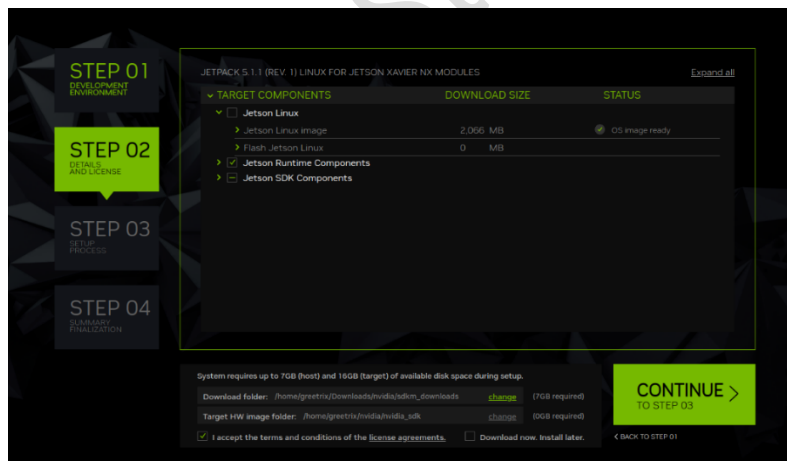 STEP 01
DEVELOPMENT
ENVIRONMENT
STEP 02
DETAILS
AND LICENSE
STEP 03
SETUP
PROCESS
STEP 04
SUMMARY
FINALIZATION
JETPACK 5.1.1 (REV. 1) LINUX FOR JETSON XAVIER NX MODULES Expand all
TARGET COMPONENTS DOWNLOAD SIZE STATUS
Jetson Linux
Jetson Linux image 2,066 MB OS image ready
Flash Jetson Linux 0 MB
Jetson Runtime Components
Jetson SDK Components
System requires up to 7GB (host) and 16GB (target) of available disk space during setup.
Download folder: /home/greetrix/Downloads/nvidia/sdkm_downloads change (7GB required)
Target HW image folder: /home/greetrix/nvidia/nvidia_sdk change (0GB required)
I accept the terms and conditions of the license agreements. Download now. Install later.
CONTINUE >
TO STEP 03
< BACK TO STEP 01